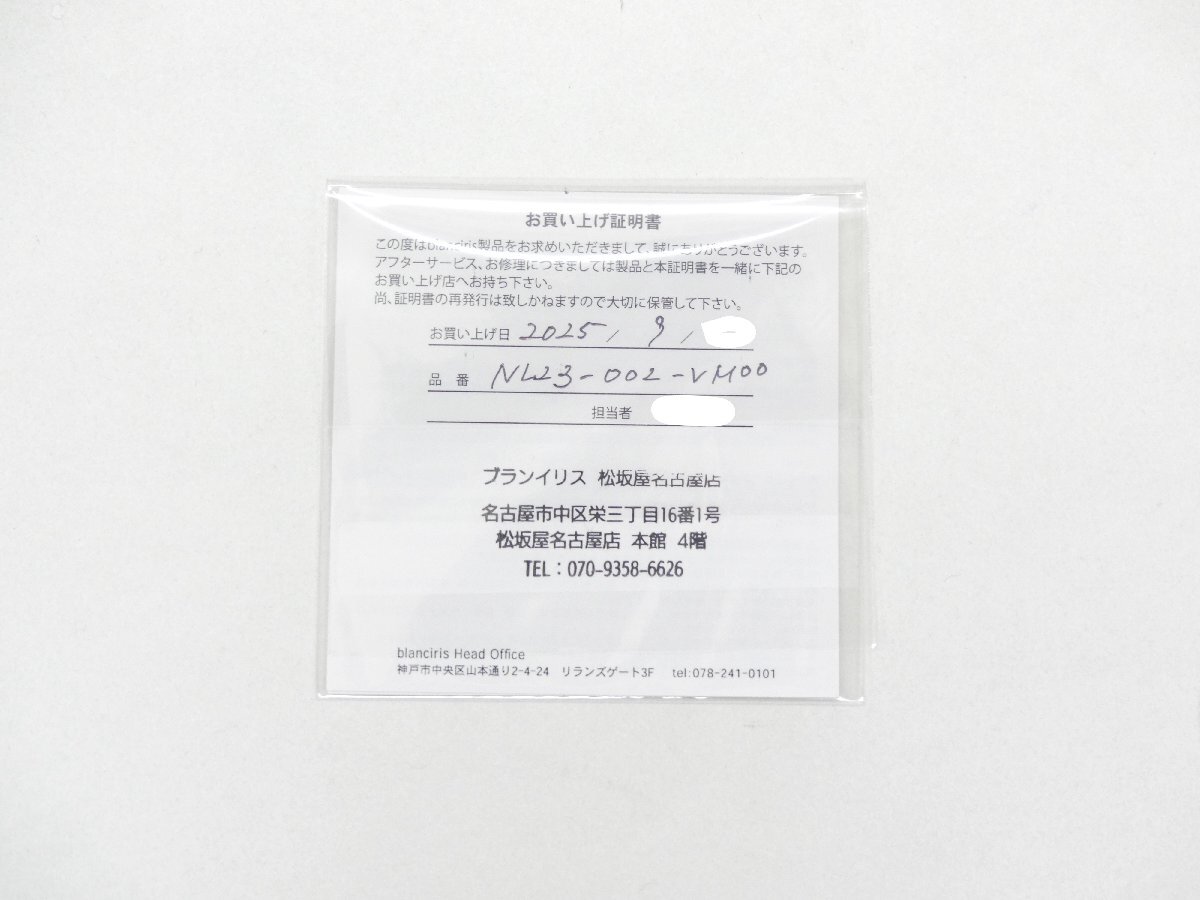 お買い上げ証明書
この度はblanciris製品をお求めいただきまして、誠にありがとうございます。
アフターサービス、お修理につきましては製品と本証明書を一緒に下記の
お買い上げ店へお持ち下さい。
尚、証明書の再発行は致しかねますので大切に保管して下さい。
お買い上げ日 2025 / 9 /
品 番 NL23-002-VM00
担当者
ブランイリス 松坂屋名古屋店
名古屋市中区栄三丁目16番1号
松坂屋名古屋店 本館 4階
TEL：070-9358-6626
blanciris Head Office
神戸市中央区山本通り2-4-24 リランズゲート3F tel:078-241-0101